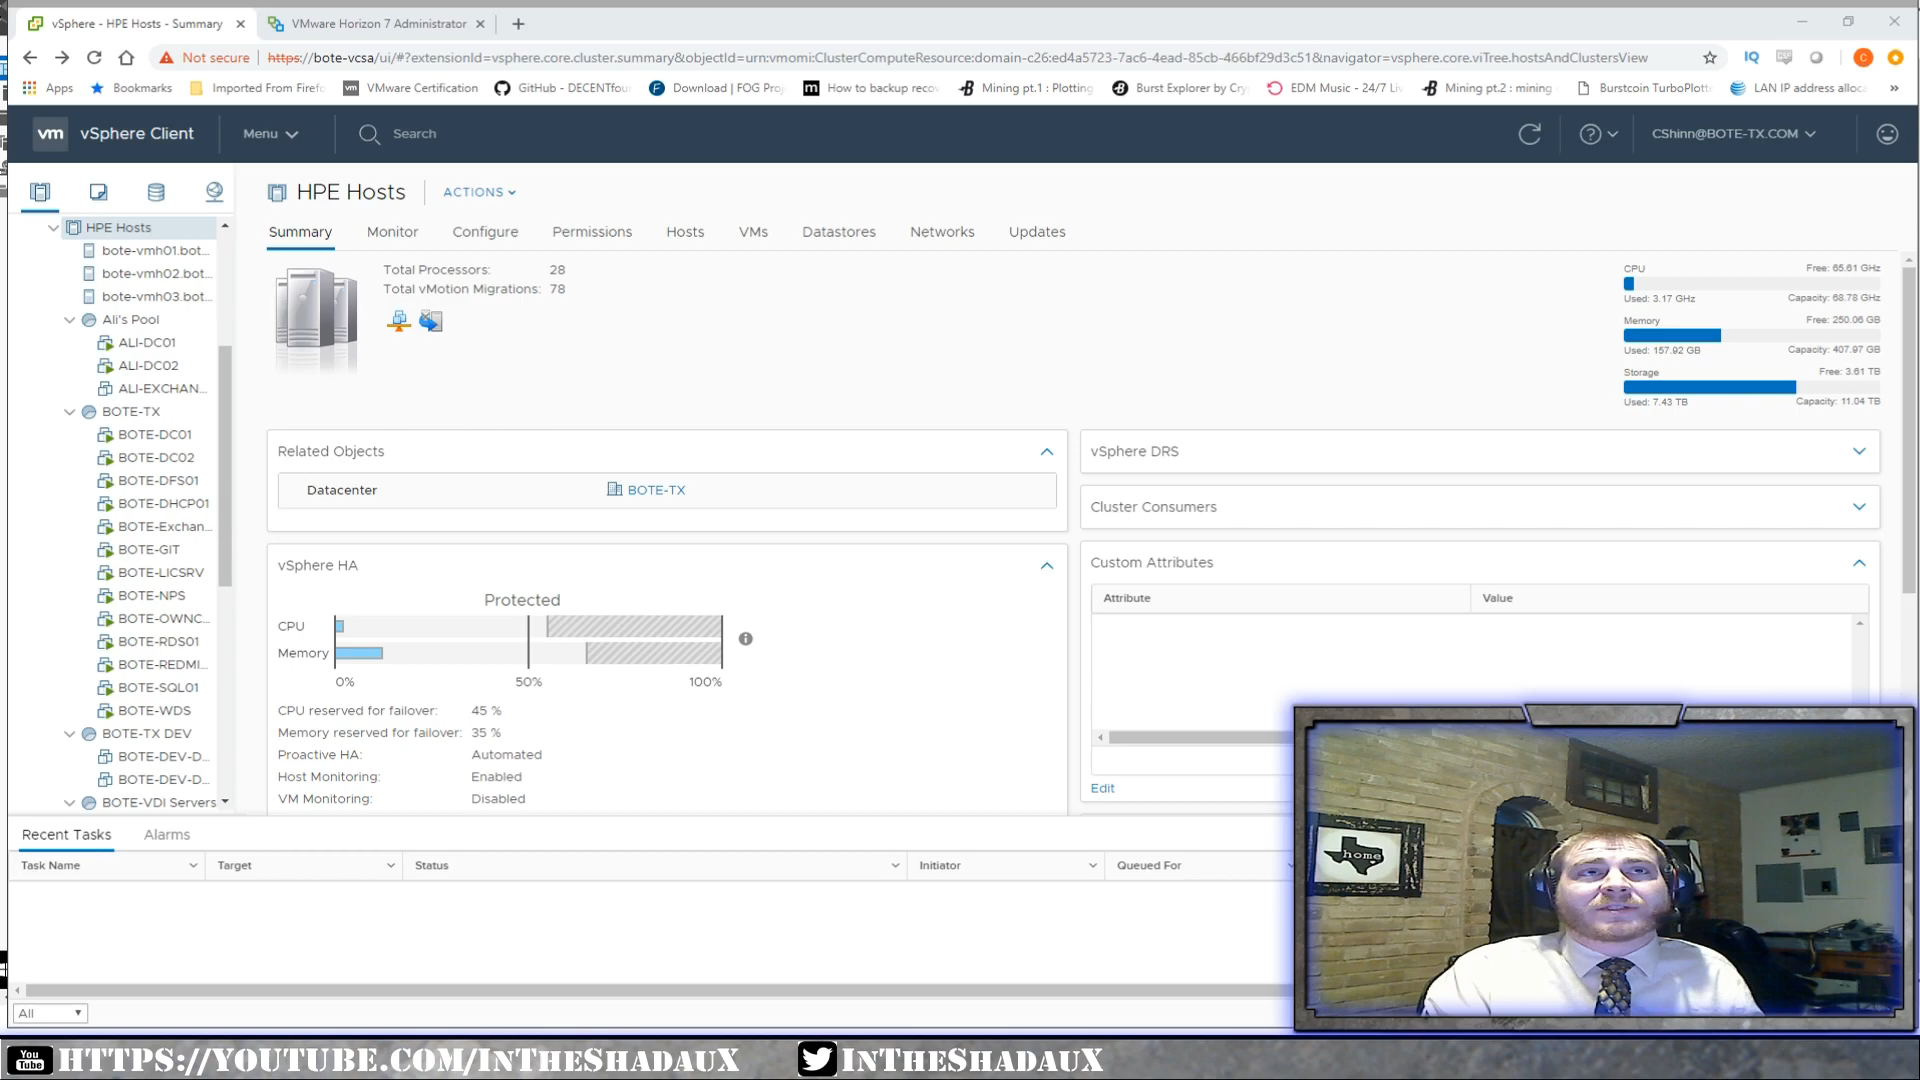 vSphere - HPE Hosts - Summary
VMware Horizon 7 Administrator
Not secure
https://bote-vcsa/ui/#?extensionId=vsphere.core.cluster.summary&objectId=urn:vmomi:ClusterComputeResource:domain-c26:ed4a5723-7ac6-4ead-85cb-466bf29d3c51&navigator=vsphere.core.viTree.hostsAndClustersView
IQ
C
Apps
Bookmarks
Imported From Firefo
vm VMware Certification
GitHub - DECENTfou
Download | FOG Proj
How to backup reco
Mining pt.1 : Plotting
Burst Explorer by Cry
EDM Music - 24/7 Li
Mining pt.2 : mining
Burstcoin TurboPlott
LAN IP address alloca
»
vm vSphere Client
Menu
Search
CShinn@BOTE-TX.COM
HPE Hosts
ACTIONS
Summary
Monitor
Configure
Permissions
Hosts
VMs
Datastores
Networks
Updates
HPE Hosts
bote-vmh01.bot...
bote-vmh02.bot...
bote-vmh03.bot...
Ali's Pool
ALI-DC01
ALI-DC02
ALI-EXCHAN...
BOTE-TX
BOTE-DC01
BOTE-DC02
BOTE-DFS01
BOTE-DHCP01
BOTE-Exchan...
BOTE-GIT
BOTE-LICSRV
BOTE-NPS
BOTE-OWNC...
BOTE-RDS01
BOTE-REDMI...
BOTE-SQL01
BOTE-WDS
BOTE-TX DEV
BOTE-DEV-D...
BOTE-DEV-D...
BOTE-VDI Servers
Total Processors: 28
Total vMotion Migrations: 78
CPU Free: 65.61 GHz
Used: 3.17 GHz Capacity: 68.78 GHz
Memory Free: 250.06 GB
Used: 157.92 GB Capacity: 407.97 GB
Storage Free: 3.61 TB
Used: 7.43 TB Capacity: 11.04 TB
Related Objects
Datacenter BOTE-TX
vSphere HA
Protected
CPU
Memory
0% 50% 100%
CPU reserved for failover: 45 %
Memory reserved for failover: 35 %
Proactive HA: Automated
Host Monitoring: Enabled
VM Monitoring: Disabled
vSphere DRS
Cluster Consumers
Custom Attributes
Attribute Value
Edit
Recent Tasks Alarms
Task Name Target Status Initiator Queued For
All
home
You Tube HTTPS://YOUTUBE.COM/INTHESHADAUX
INTHESHADAUX